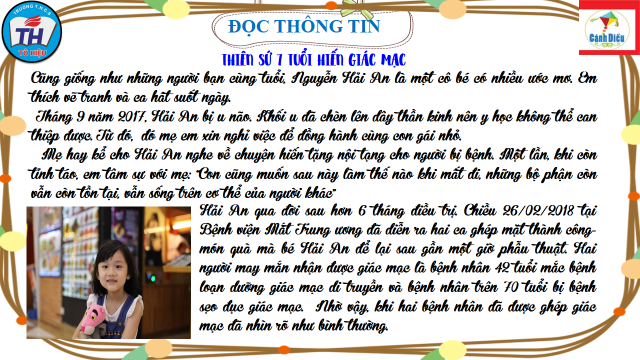 TRƯỜNG T.H.C.S
TH
TÔ HIỆU
ĐỌC THÔNG TIN
Cánh Diều
THIÊN SỨ 7 TUỔI HIẾN GIÁC MẠC
Cũng giống như những người bạn cùng tuổi, Nguyễn Hải An là một cô bé có nhiều ước mơ. Em
thích vẽ tranh và ca hát suốt ngày.
Tháng 9 năm 2017, Hải An bị u não. Khối u đã chèn lên dây thần kinh nên y học không thể can
thiệp được. Từ đó, đó mẹ em xin nghỉ việc để đồng hành cùng con gái nhỏ.
Mẹ hay kể cho Hải An nghe về chuyện hiến tặng nội tạng cho người bị bệnh. Một lần, khi còn
tỉnh táo, em tâm sự với mẹ: "Con cũng muốn sau này làm thế nào khi mất đi, những bộ phận còn
vẫn còn tồn tại, vẫn sống trên cơ thể của người khác"
Hải An qua đời sau hơn 6 tháng điều trị. Chiều 26/02/2018 tại
Bệnh viện Mắt Trung ương đã diễn ra hai ca ghép mặt thành công-
món quà mà bé Hải An để lại sau gần một giờ phẫu thuật. Hai
người may mắn nhận được giác mạc là bệnh nhân 42 tuổi mắc bệnh
loạn dưỡng giác mạc di truyền và bệnh nhân trên 70 tuổi bị bệnh
sẹo đục giác mạc. Nhờ vậy, khi hai bệnh nhân đã được ghép giác
mạc đã nhìn rõ như bình thường.